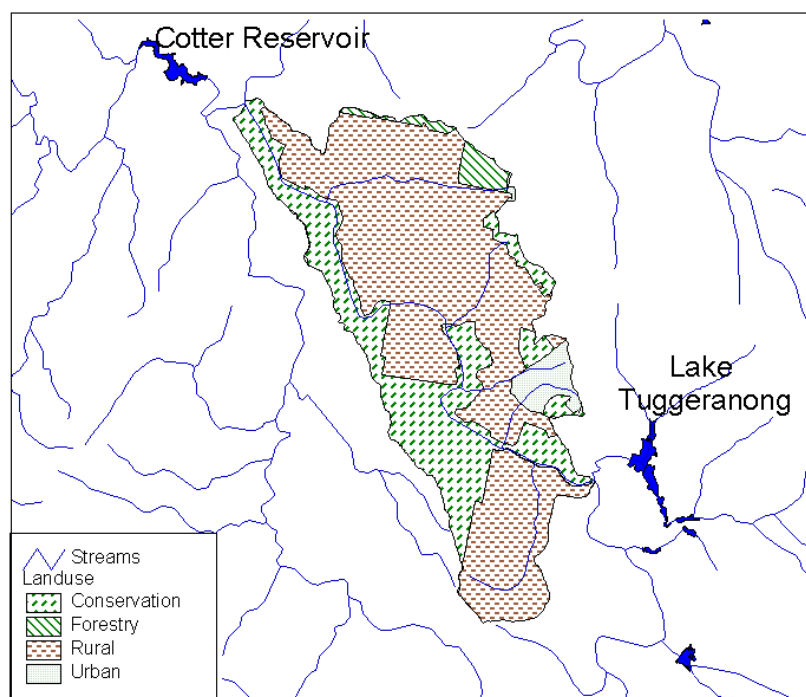 Cotter Reservoir
Lake
Tuggeranong
Streams
Landuse
Conservation
Forestry
Rural
Urban